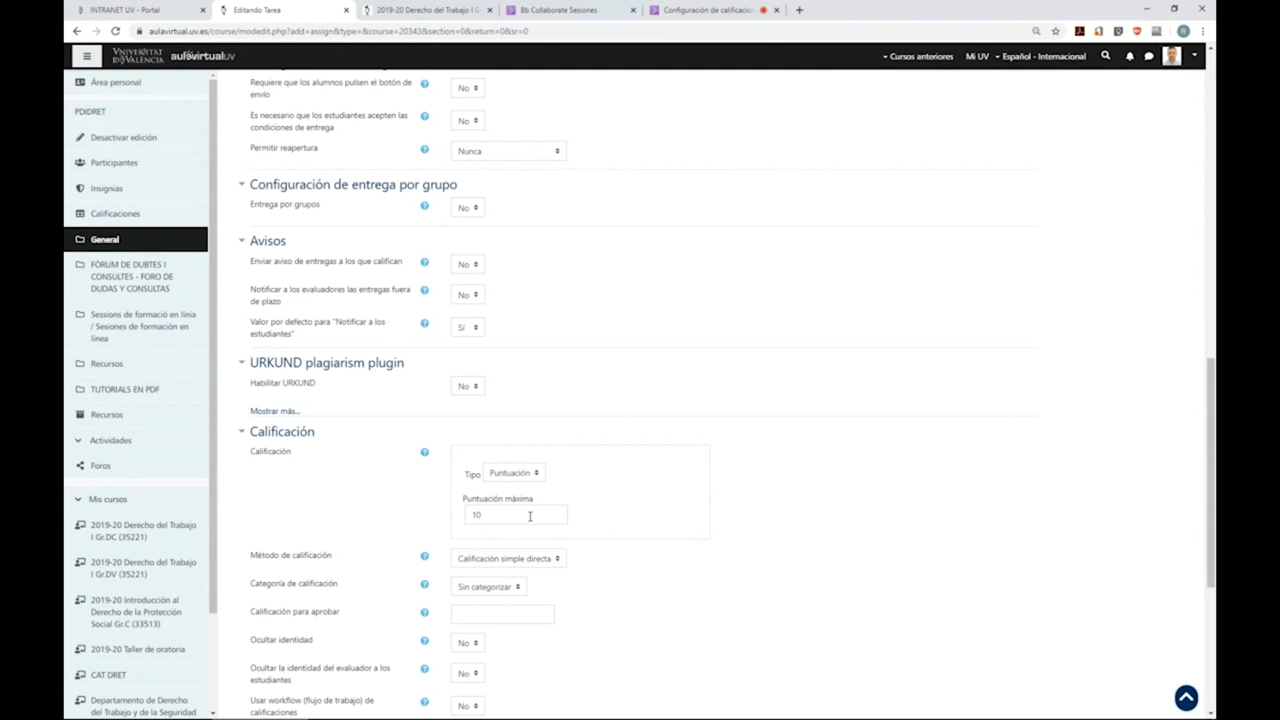 INTRANET UV - Portal
Editando Tarea
2019-20 Derecho del Trabajo I G
Bb Collaborate Sesiones
Configuración de calificacio
aulavirtual.uv.es/course/modedit.php?add=assign&type=&course=20343&section=0&return=0&sr=0
VNIVERSITAT
DE VALÈNCIA
aulavirtualUV
Cursos anteriores
Mi UV
Español - Internacional
Área personal
PDIDRET
Desactivar edición
Participantes
Insignias
Calificaciones
General
FÒRUM DE DUBTES I
CONSULTES - FORO DE
DUDAS Y CONSULTAS
Sessions de formació en línia
/ Sesiones de formación en
línea
Recursos
TUTORIALS EN PDF
Recursos
Actividades
Foros
Mis cursos
2019-20 Derecho del Trabajo
I Gr.DC (35221)
2019-20 Derecho del Trabajo
I Gr.DV (35221)
2019-20 Introducción al
Derecho de la Protección
Social Gr.C (33513)
2019-20 Taller de oratoria
CAT DRET
Departamento de Derecho
del Trabajo y de la Seguridad
Requiere que los alumnos pulsen el botón de
envío
No
Es necesario que los estudiantes acepten las
condiciones de entrega
No
Permitir reapertura
Nunca
Configuración de entrega por grupo
Entrega por grupos
No
Avisos
Enviar aviso de entregas a los que califican
No
Notificar a los evaluadores las entregas fuera
de plazo
No
Valor por defecto para "Notificar a los
estudiantes"
Sí
URKUND plagiarism plugin
Habilitar URKUND
No
Mostrar más...
Calificación
Calificación
Tipo Puntuación
Puntuación máxima
10
Método de calificación
Calificación simple directa
Categoría de calificación
Sin categorizar
Calificación para aprobar
Ocultar identidad
No
Ocultar la identidad del evaluador a los
estudiantes
No
Usar workflow (flujo de trabajo) de
calificaciones
No